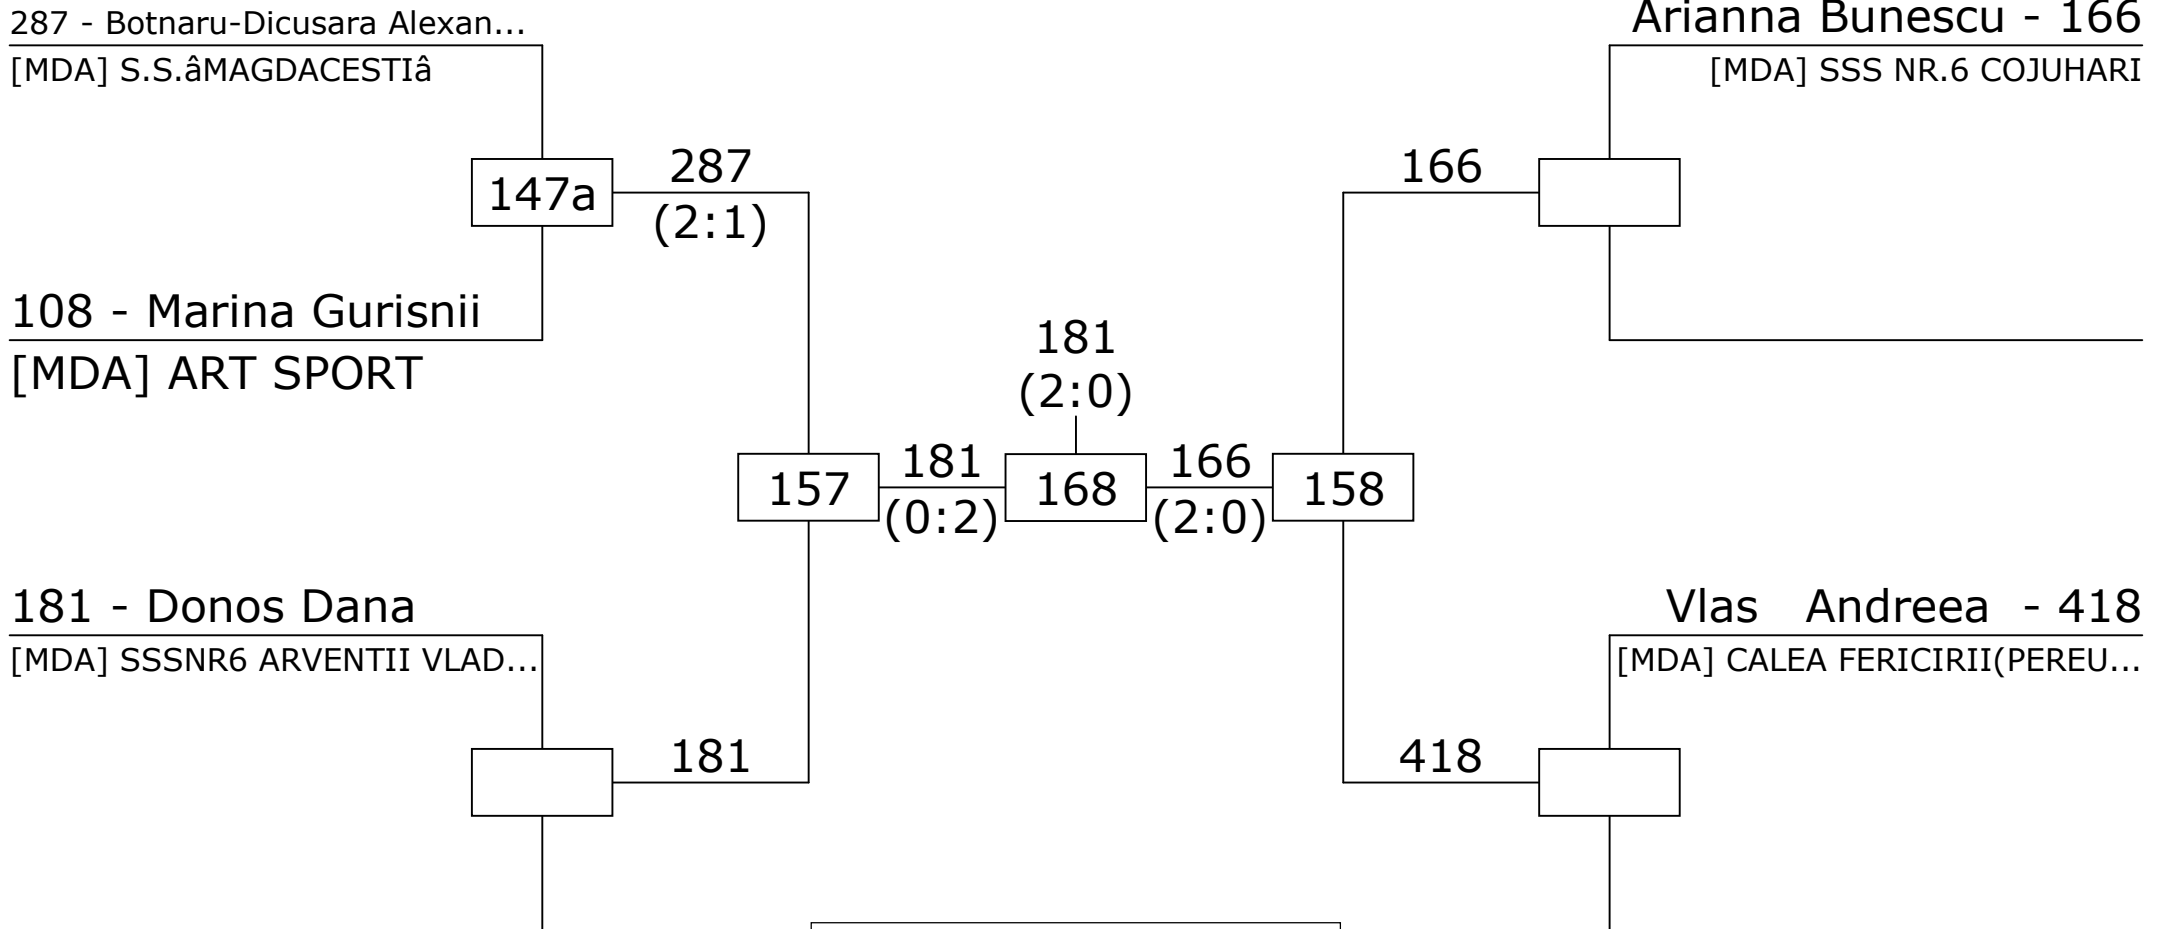 287 - Botnaru-Dicusara Alexan...
[MDA] S.S.âMAGDACESTIâ
Arianna Bunescu - 166
[MDA] SSS NR.6 COJUHARI
147a
287
(2:1)
166
108 - Marina Gurisnii
[MDA] ART SPORT
181
(2:0)
157
181
(0:2)
168
166
(2:0)
158
181 - Donos Dana
[MDA] SSSNR6 ARVENTII VLAD...
Vlas   Andreea  - 418
[MDA] CALEA FERICIRII(PEREU...
181
418